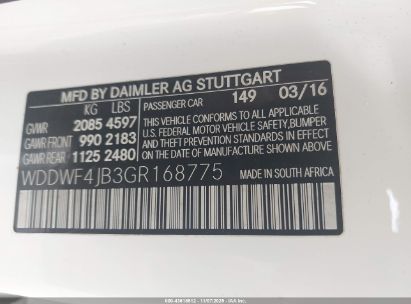 MFD BY DAIMLER AG STUTTGART
KG LBS PASSENGER CAR 149 03/16
GVWR 2085 4597
GAWR FRONT 990 2183
GAWR REAR 1125 2480
THIS VEHICLE CONFORMS TO ALL APPLICABLE
U.S. FEDERAL MOTOR VEHICLE SAFETY, BUMPER,
AND THEFT PREVENTION STANDARDS IN EFFECT
ON THE DATE OF MANUFACTURE SHOWN ABOVE.
WDDWF4JB3GR168775 MADE IN SOUTH AFRICA